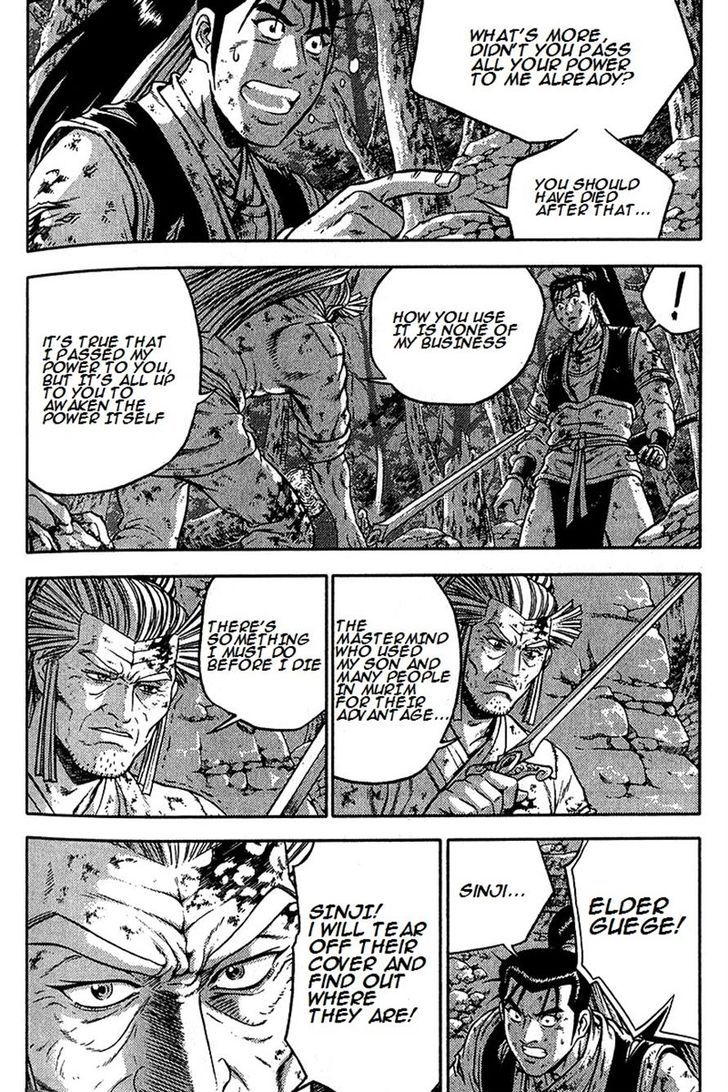 WHAT'S MORE,
DIDN'T YOU PASS
ALL YOUR POWER
TO ME ALREADY?
YOU SHOULD
HAVE DIED
AFTER THAT...
!
HOW YOU USE
IT IS NONE OF
MY BUSINESS
IT'S TRUE THAT
I PASSED MY
POWER TO YOU,
BUT IT'S ALL UP
TO YOU TO
AWAKEN THE
POWER ITSELF
THE
MASTERMIND
WHO USED
MY SON AND
MANY PEOPLE
IN MURIM
FOR THEIR
ADVANTAGE...
THERE'S
SOMETHING
I MUST DO
BEFORE I DIE
ELDER
GUEGE!
SINJI...
SINJI!
I WILL TEAR
OFF THEIR
COVER AND
FIND OUT
WHERE
THEY ARE!